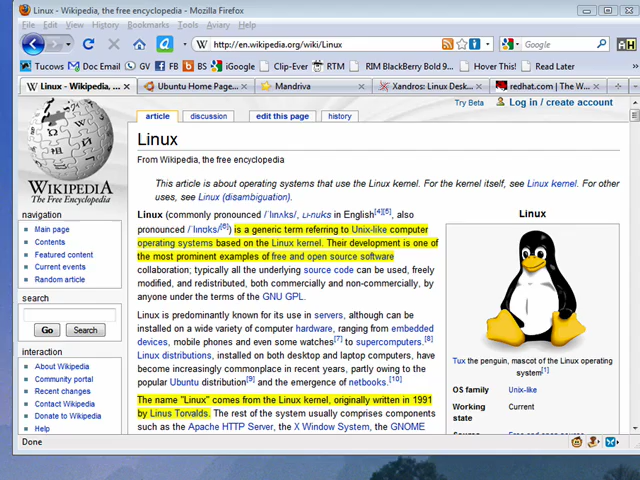 Linux - Wikipedia, the free encyclopedia - Mozilla Firefox
File Edit View History Bookmarks Tools Aviary Help
http://en.wikipedia.org/wiki/Linux
Google
Tucows Doc Email GV FB BS iGoogle Clip-Ever RTM RIM BlackBerry Bold 9... Hover This! Read Later
Linux - Wikipedia, ... Ubuntu Home Page... Mandriva Xandros: Linux Desk... redhat.com | The W...
Try Beta Log in / create account
article discussion edit this page history
WIKIPEDIA
The Free Encyclopedia
navigation
Main page
Contents
Featured content
Current events
Random article
search
Go Search
interaction
About Wikipedia
Community portal
Recent changes
Contact Wikipedia
Donate to Wikipedia
Help
Linux
From Wikipedia, the free encyclopedia
This article is about operating systems that use the Linux kernel. For the kernel itself, see Linux kernel. For other
uses, see Linux (disambiguation).
Linux (commonly pronounced /ˈlɪnəks/, LI-nuks in English[4][5], also
pronounced /ˈlɪnʊks/[6]) is a generic term referring to Unix-like computer
operating systems based on the Linux kernel. Their development is one of
the most prominent examples of free and open source software
collaboration; typically all the underlying source code can be used, freely
modified, and redistributed, both commercially and non-commercially, by
anyone under the terms of the GNU GPL.
Linux is predominantly known for its use in servers, although can be
installed on a wide variety of computer hardware, ranging from embedded
devices, mobile phones and even some watches[7] to supercomputers.[8]
Linux distributions, installed on both desktop and laptop computers, have
become increasingly commonplace in recent years, partly owing to the
popular Ubuntu distribution[9] and the emergence of netbooks.[10]
The name "Linux" comes from the Linux kernel, originally written in 1991
by Linus Torvalds. The rest of the system usually comprises components
such as the Apache HTTP Server, the X Window System, the GNOME
Linux
Tux the penguin, mascot of the Linux operating
system[1]
OS family Unix-like
Working
state Current
Source Free and open source
Done